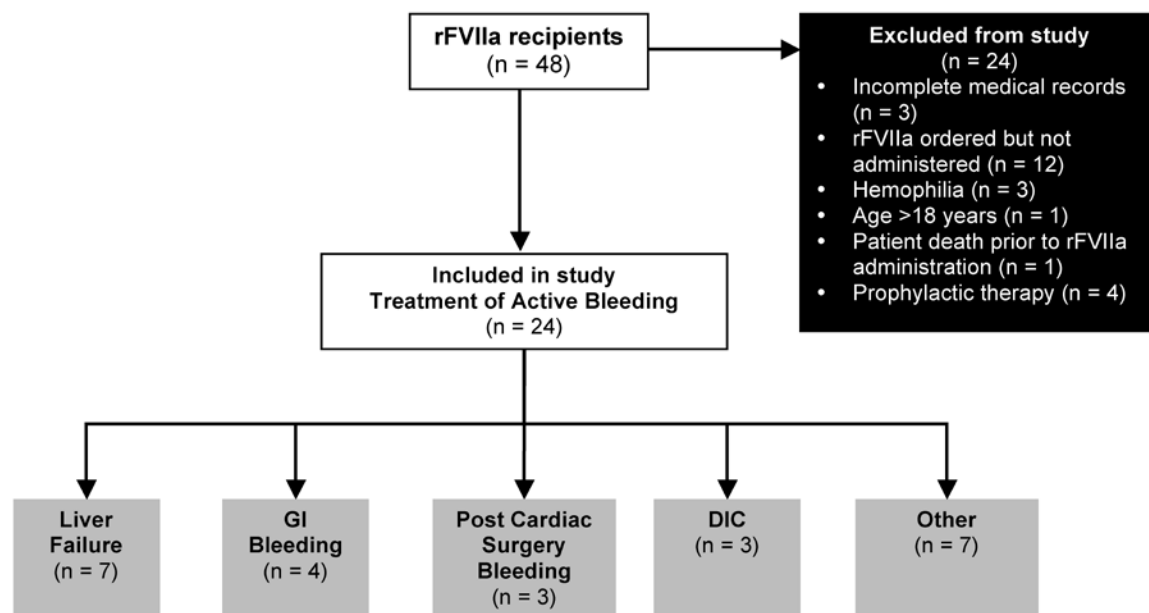 rFVIIa recipients
(n = 48)
Excluded from study
(n = 24)
• Incomplete medical records
(n = 3)
• rFVIIa ordered but not
administered (n = 12)
• Hemophilia (n = 3)
• Age >18 years (n = 1)
• Patient death prior to rFVIIa
administration (n = 1)
• Prophylactic therapy (n = 4)
Included in study
Treatment of Active Bleeding
(n = 24)
Liver
Failure
(n = 7)
GI
Bleeding
(n = 4)
Post Cardiac
Surgery
Bleeding
(n = 3)
DIC
(n = 3)
Other
(n = 7)